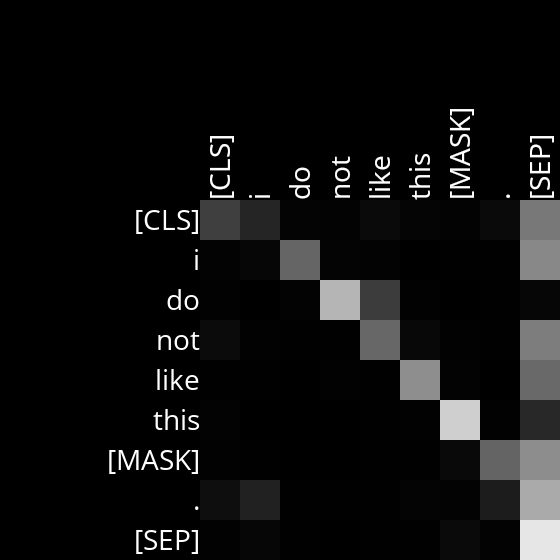 [CLS] i do not like this [MASK] . [SEP]
[CLS]
i
do
not
like
this
[MASK]
.
[SEP]